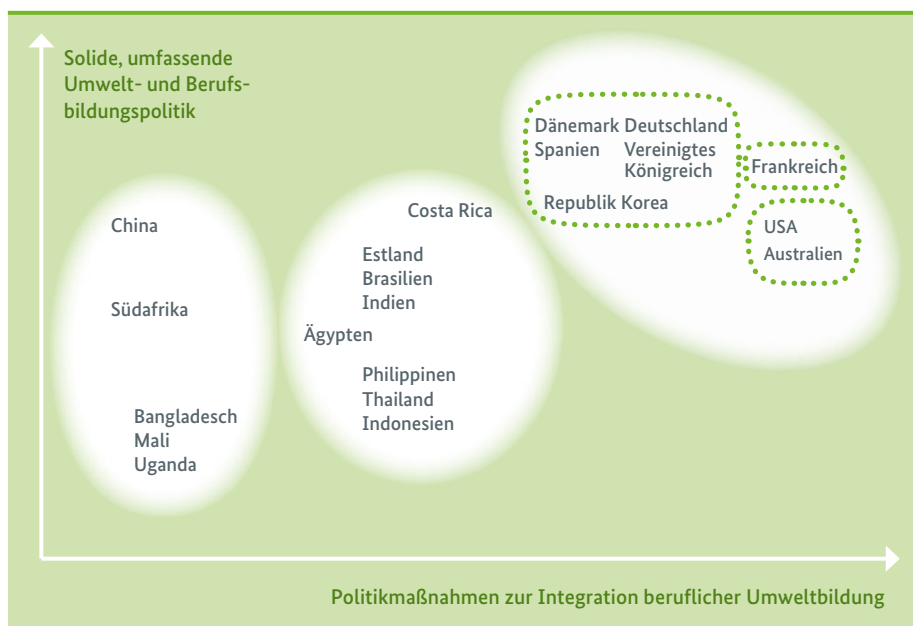 Solide, umfassende
Umwelt- und Berufs-
bildungspolitik
China
Südafrika
Bangladesch
Mali
Uganda
Costa Rica
Estland
Brasilien
Indien
Ägypten
Philippinen
Thailand
Indonesien
Dänemark Deutschland
Spanien Vereinigtes
Königreich
Republik Korea
Frankreich
USA
Australien
Politikmaßnahmen zur Integration beruflicher Umweltbildung